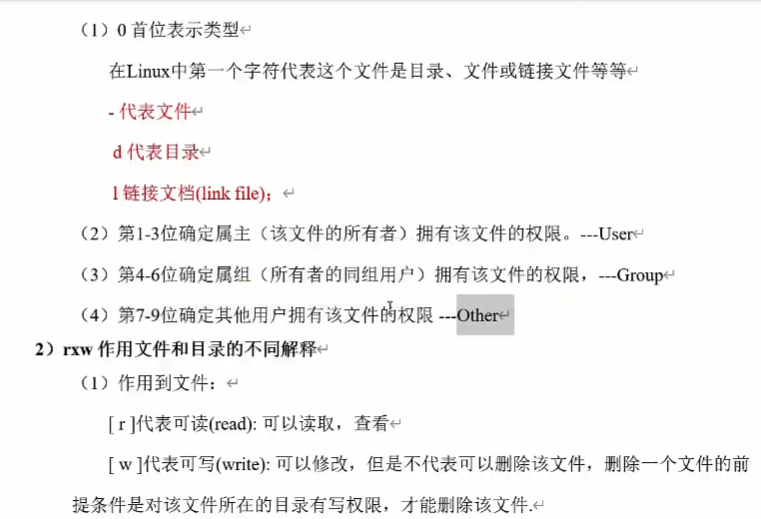 （1）0 首位表示类型
在Linux中第一个字符代表这个文件是目录、文件或链接文件等等
- 代表文件
d 代表目录
l 链接文档(link file)；
（2）第1-3位确定属主（该文件的所有者）拥有该文件的权限。---User
（3）第4-6位确定属组（所有者的同组用户）拥有该文件的权限，---Group
（4）第7-9位确定其他用户拥有该文件的权限 ---Other
2）rxw 作用文件和目录的不同解释
（1）作用到文件：
[ r ]代表可读(read): 可以读取，查看
[ w ]代表可写(write): 可以修改，但是不代表可以删除该文件，删除一个文件的前
提条件是对该文件所在的目录有写权限，才能删除该文件.